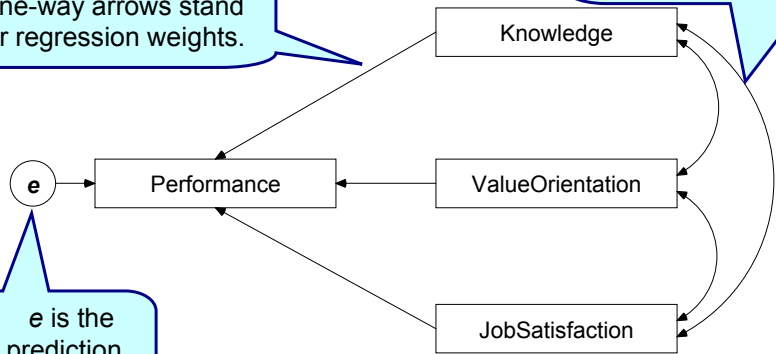 ne-way arrows stand
r regression weights.
Knowledge
e
Performance
ValueOrientation
e is the
prediction
JobSatisfaction